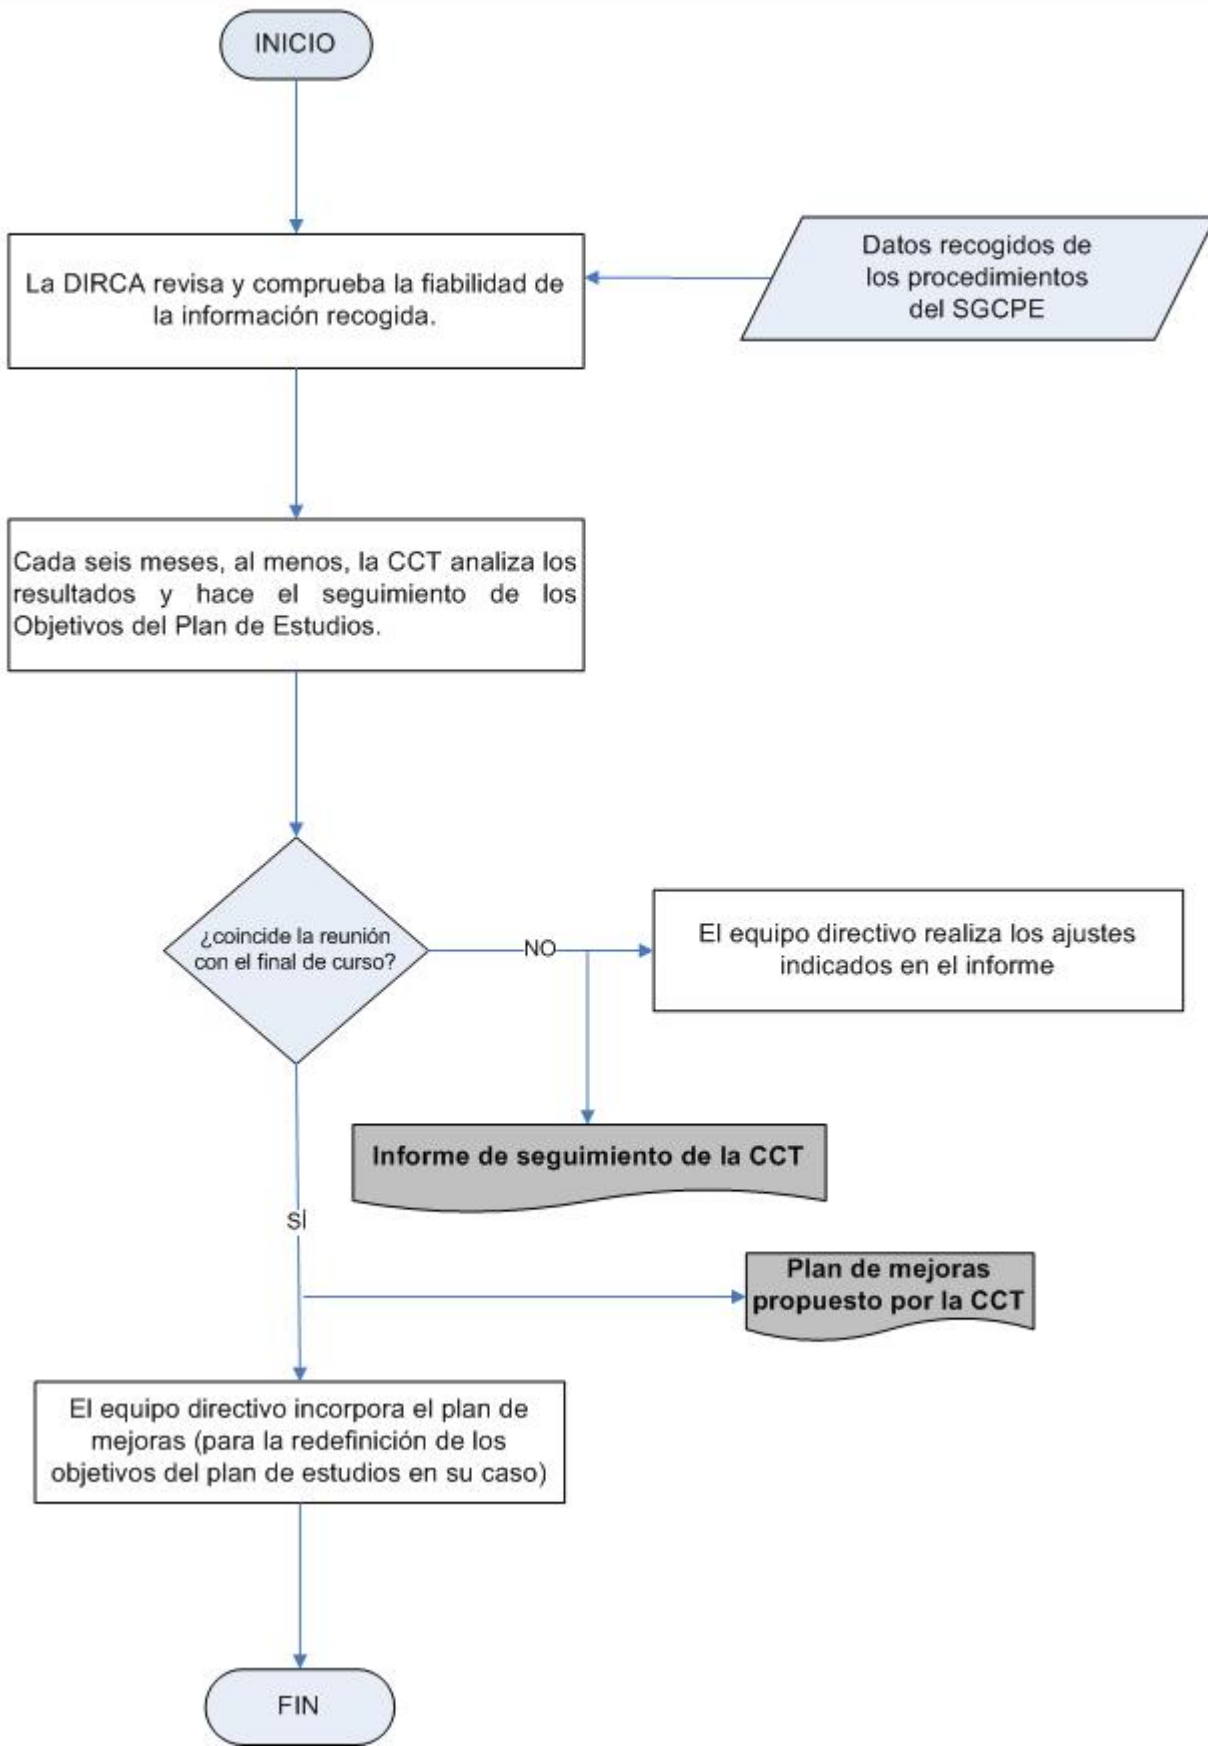 INICIO
La DIRCA revisa y comprueba la fiabilidad de
la información recogida.
Datos recogidos de
los procedimientos
del SGCPE
Cada seis meses, al menos, la CCT analiza los
resultados y hace el seguimiento de los
Objetivos del Plan de Estudios.
¿coincide la reunión
con el final de curso?
NO
El equipo directivo realiza los ajustes
indicados en el informe
Informe de seguimiento de la CCT
SÍ
Plan de mejoras
propuesto por la CCT
El equipo directivo incorpora el plan de
mejoras (para la redefinición de los
objetivos del plan de estudios en su caso)
FIN